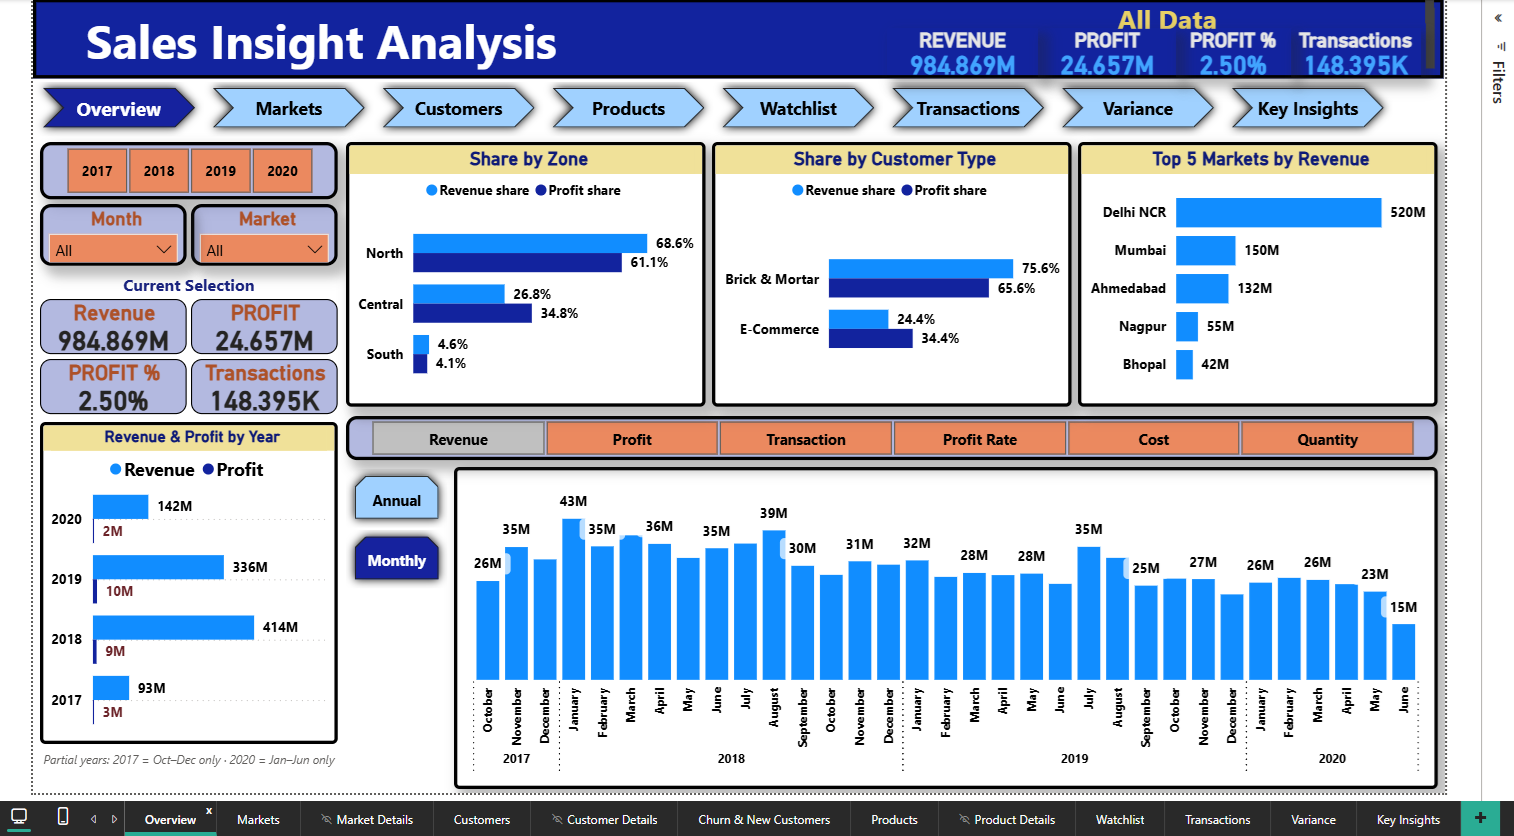 All Data
Sales Insight Analysis
REVENUE PROFIT PROFIT % Transactions
984.869M 24.657M 2.50% 148.395K
« Filters
Overview Markets Customers Products Watchlist Transactions Variance Key Insights
2017 2018 2019 2020
Month Market
All All
Current Selection
Revenue PROFIT
984.869M 24.657M
PROFIT % Transactions
2.50% 148.395K
Share by Zone
Revenue share Profit share
North 68.6%
61.1%
Central 26.8%
34.8%
South 4.6%
4.1%
Share by Customer Type
Revenue share Profit share
Brick & Mortar 75.6%
65.6%
E-Commerce 24.4%
34.4%
Top 5 Markets by Revenue
Delhi NCR 520M
Mumbai 150M
Ahmedabad 132M
Nagpur 55M
Bhopal 42M
Revenue & Profit by Year
Revenue Profit
2020 142M
2M
2019 336M
10M
2018 414M
9M
2017 93M
3M
Partial years: 2017 = Oct–Dec only · 2020 = Jan–Jun only
Revenue Profit Transaction Profit Rate Cost Quantity
Annual
Monthly
26M 35M 43M 35M 36M 35M 39M 30M 31M 32M 28M 28M 35M 25M 27M 26M 26M 23M 15M
October November December January February March April May June July August September October November December January February March April May June July August September October November December January February March April May June
2017 2018 2019 2020
Overview x Markets Market Details Customers Customer Details Churn & New Customers Products Product Details Watchlist Transactions Variance Key Insights +